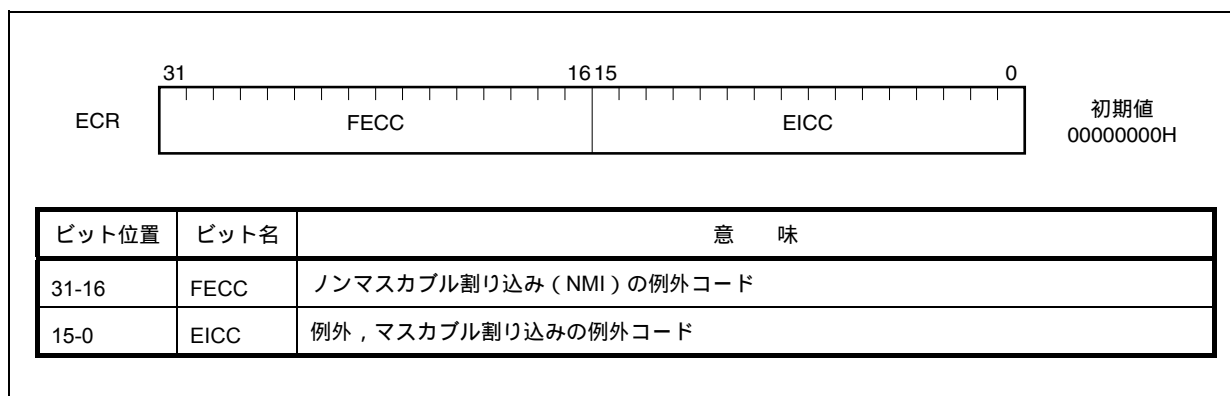 31 16 15 0
ECR FECC EICC 初期値
00000000H
ビット位置 ビット名 意 味
31-16 FECC ノンマスカブル割り込み（NMI）の例外コード
15-0 EICC 例外，マスカブル割り込みの例外コード